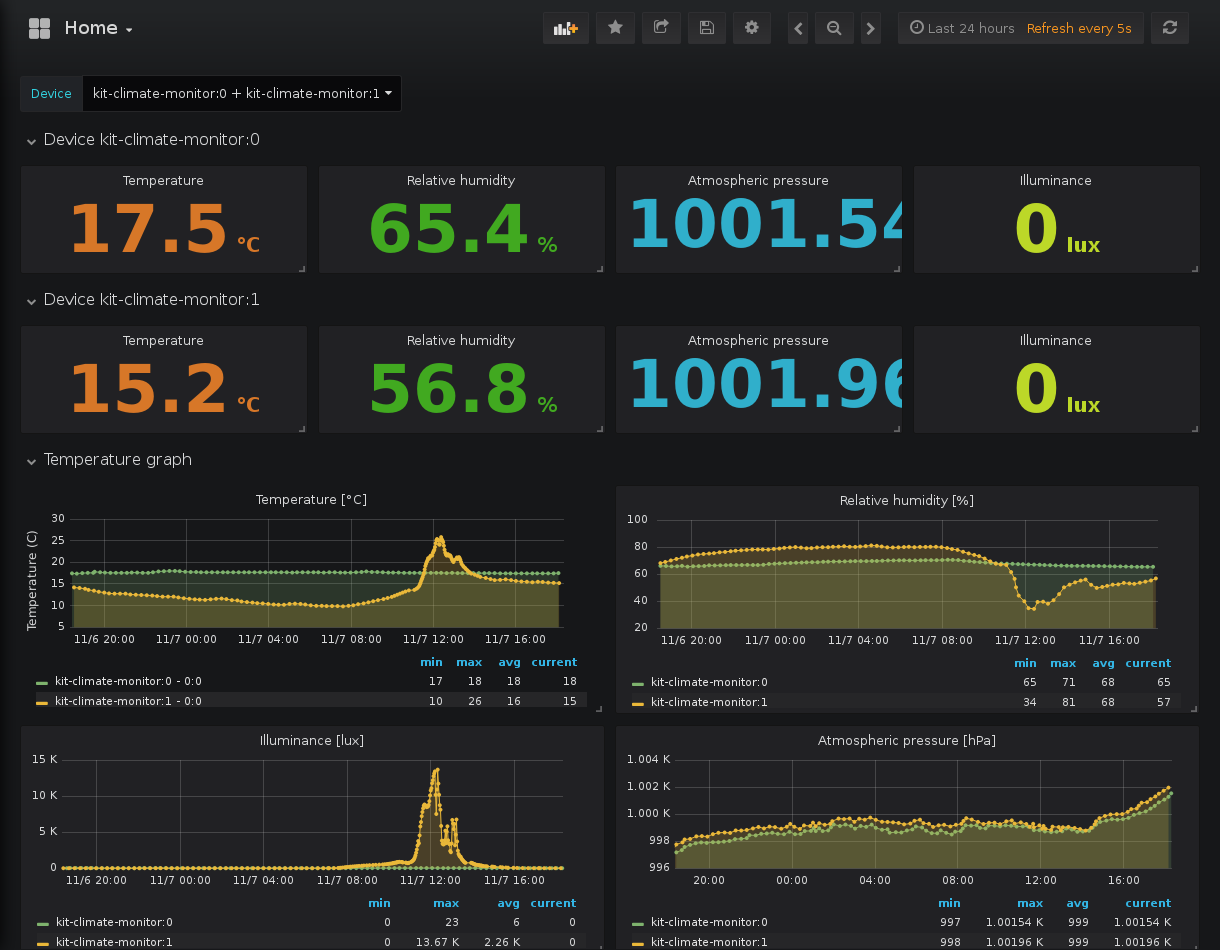 Home
Last 24 hours Refresh every 5s
Device kit-climate-monitor:0 + kit-climate-monitor:1
Device kit-climate-monitor:0
Temperature Relative humidity Atmospheric pressure Illuminance
17.5 °C 65.4 % 1001.54 0 lux
Device kit-climate-monitor:1
Temperature Relative humidity Atmospheric pressure Illuminance
15.2 °C 56.8 % 1001.96 0 lux
Temperature graph
Temperature [°C]
Temperature (C)
30
25
20
15
10
5
11/6 20:00 11/7 00:00 11/7 04:00 11/7 08:00 11/7 12:00 11/7 16:00
min max avg current
kit-climate-monitor:0 - 0:0 17 18 18 18
kit-climate-monitor:1 - 0:0 10 26 16 15
Relative humidity [%]
100
80
60
40
20
11/6 20:00 11/7 00:00 11/7 04:00 11/7 08:00 11/7 12:00 11/7 16:00
min max avg current
kit-climate-monitor:0 65 71 68 65
kit-climate-monitor:1 34 81 68 57
Illuminance [lux]
15 K
10 K
5 K
0
11/6 20:00 11/7 00:00 11/7 04:00 11/7 08:00 11/7 12:00 11/7 16:00
min max avg current
kit-climate-monitor:0 0 23 6 0
kit-climate-monitor:1 0 13.67 K 2.26 K 0
Atmospheric pressure [hPa]
1.004 K
1.002 K
1.000 K
998
996
20:00 00:00 04:00 08:00 12:00 16:00
min max avg current
kit-climate-monitor:0 997 1.00154 K 999 1.00154 K
kit-climate-monitor:1 998 1.00196 K 999 1.00196 K